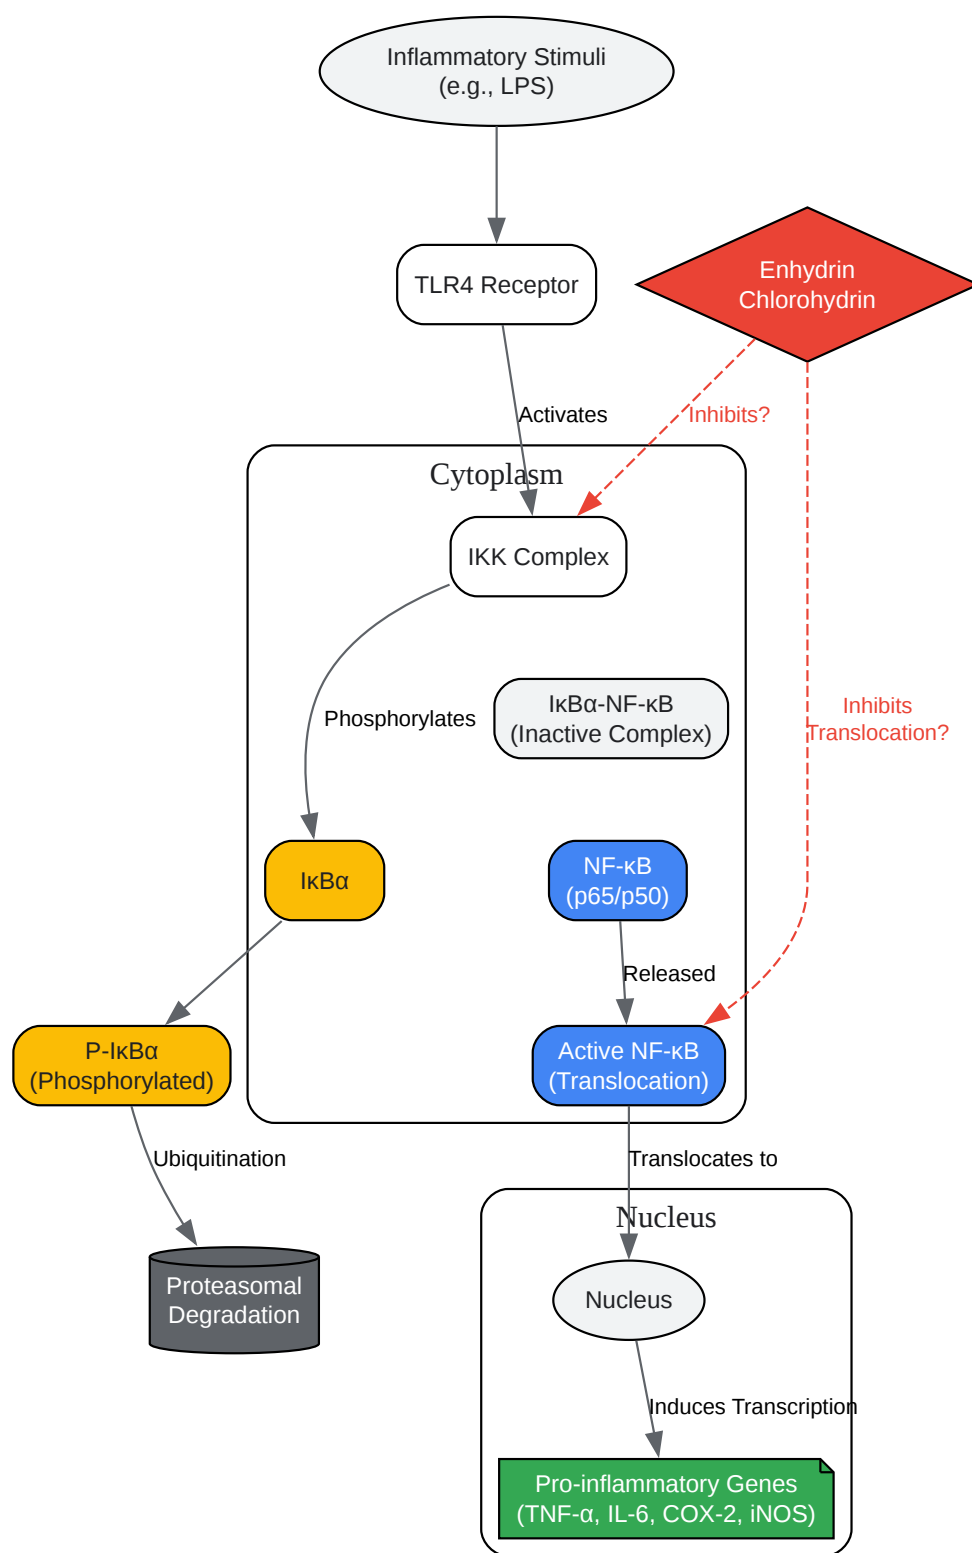 Inflammatory Stimuli
(e.g., LPS)
TLR4 Receptor
Enhydrin
Chlorohydrin
Activates
Inhibits?
Cytoplasm
IKK Complex
Phosphorylates
IκBα-NF-κB
(Inactive Complex)
Inhibits
Translocation?
IκBα
NF-κB
(p65/p50)
Released
P-IκBα
(Phosphorylated)
Active NF-κB
(Translocation)
Ubiquitination
Translocates to
Nucleus
Proteasomal
Degradation
Nucleus
Induces Transcription
Pro-inflammatory Genes
(TNF-α, IL-6, COX-2, iNOS)